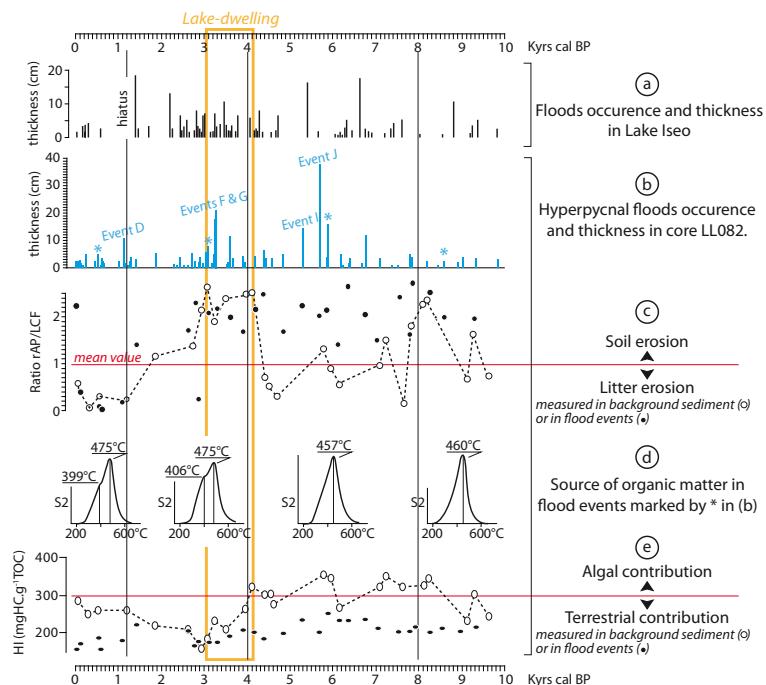 Lake-dwelling
0 1 2 3 4 5 6 7 8 9 10 Kyrs cal BP
thickness (cm)
20
10
0
hiatus
a
Floods occurence and thickness
in Lake Iseo
thickness (cm)
40
30
20
10
0
Event D
*
Events F & G
*
Event I
*
Event J
*
b
Hyperpycnal floods occurence
and thickness in core LL082.
Ratio rAP/LCF
2
1
0
mean value
c
Soil erosion
Litter erosion
measured in background sediment (o)
or in flood events (•)
475°C
399°C
S2
200 600°C
475°C
406°C
S2
200 600°C
457°C
S2
200 600°C
460°C
S2
200 600°C
d
Source of organic matter in
flood events marked by * in (b)
HI (mgHC.g-1TOC)
400
300
200
e
Algal contribution
Terrestrial contribution
measured in background sediment (o)
or in flood events (•)
0 1 2 3 4 5 6 7 8 9 10 Kyrs cal BP